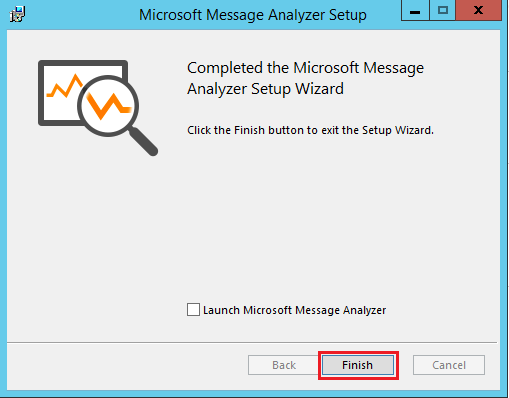 Microsoft Message Analyzer Setup
Completed the Microsoft Message
Analyzer Setup Wizard
Click the Finish button to exit the Setup Wizard.
Launch Microsoft Message Analyzer
Back Finish Cancel